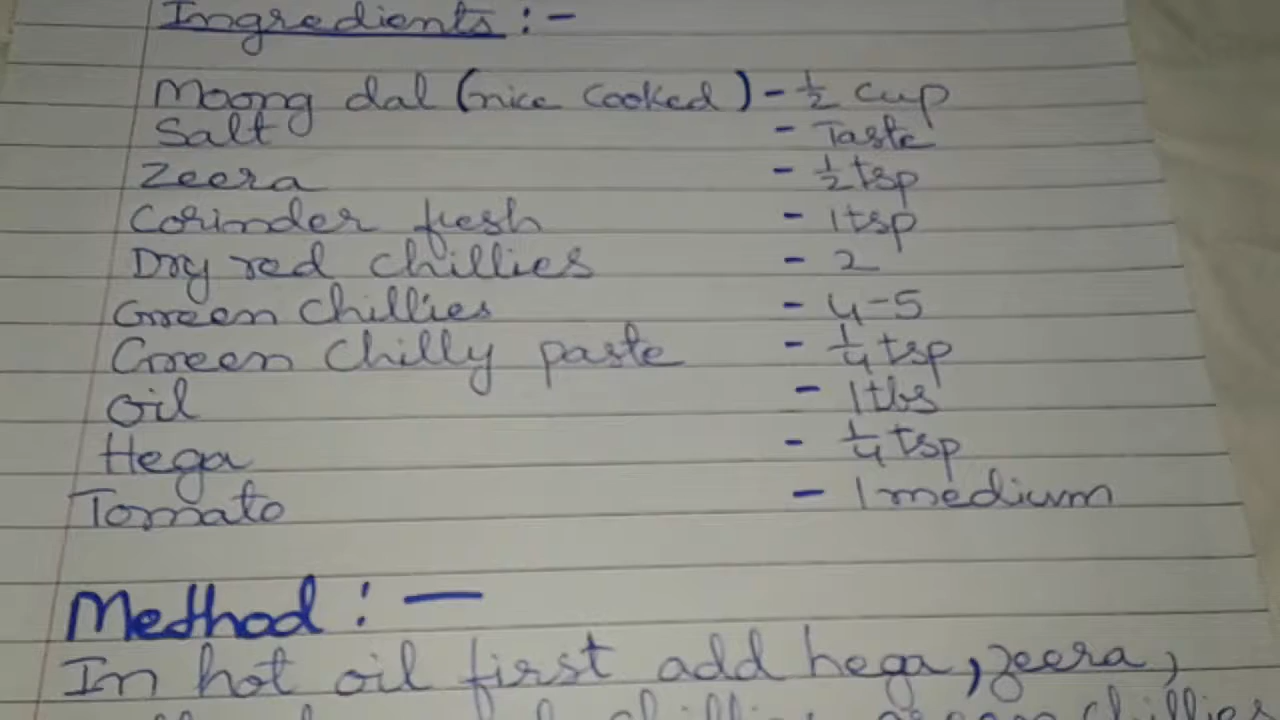 Ingredients :-
Moong dal (nice cooked) - ½ cup
Salt - Taste
Zeera - ½ tsp
Corinder fresh - 1 tsp
Dry red chillies - 2
Green chillies - 4-5
Green chilly paste - ¼ tsp
Oil - 1 tbs
Hega - ¼ tsp
Tomato - 1 medium
Method :-
In hot oil first add hega, zeera,
chillies